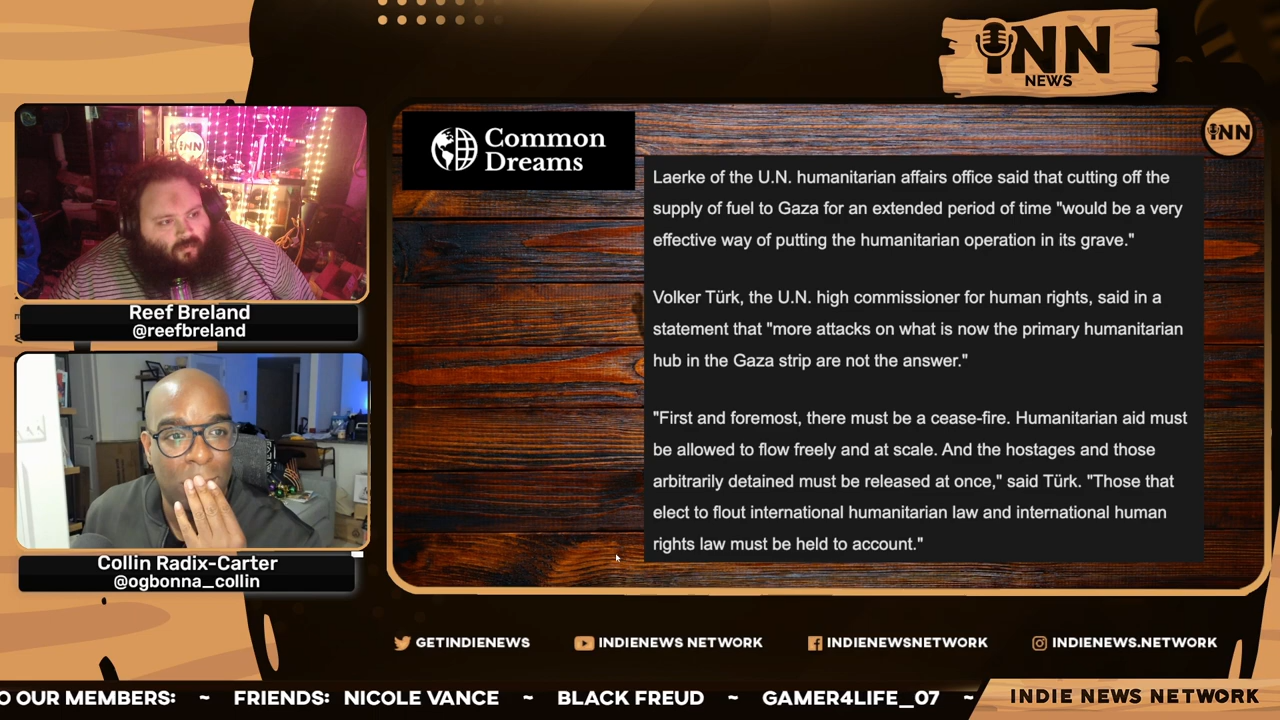 INN
NEWS
INN
Common
Dreams
Laerke of the U.N. humanitarian affairs office said that cutting off the
supply of fuel to Gaza for an extended period of time "would be a very
effective way of putting the humanitarian operation in its grave."
Volker Türk, the U.N. high commissioner for human rights, said in a
statement that "more attacks on what is now the primary humanitarian
hub in the Gaza strip are not the answer."
"First and foremost, there must be a cease-fire. Humanitarian aid must
be allowed to flow freely and at scale. And the hostages and those
arbitrarily detained must be released at once," said Türk. "Those that
elect to flout international humanitarian law and international human
rights law must be held to account."
INN
Reef Breland
@reefbreland
Collin Radix-Carter
@ogbonna_collin
GETINDIENEWS
INDIENEWS NETWORK
INDIENEWSNETWORK
INDIENEWS.NETWORK
O OUR MEMBERS: ~ FRIENDS: NICOLE VANCE ~ BLACK FREUD ~ GAMER4LIFE_07 ~
INDIE NEWS NETWORK